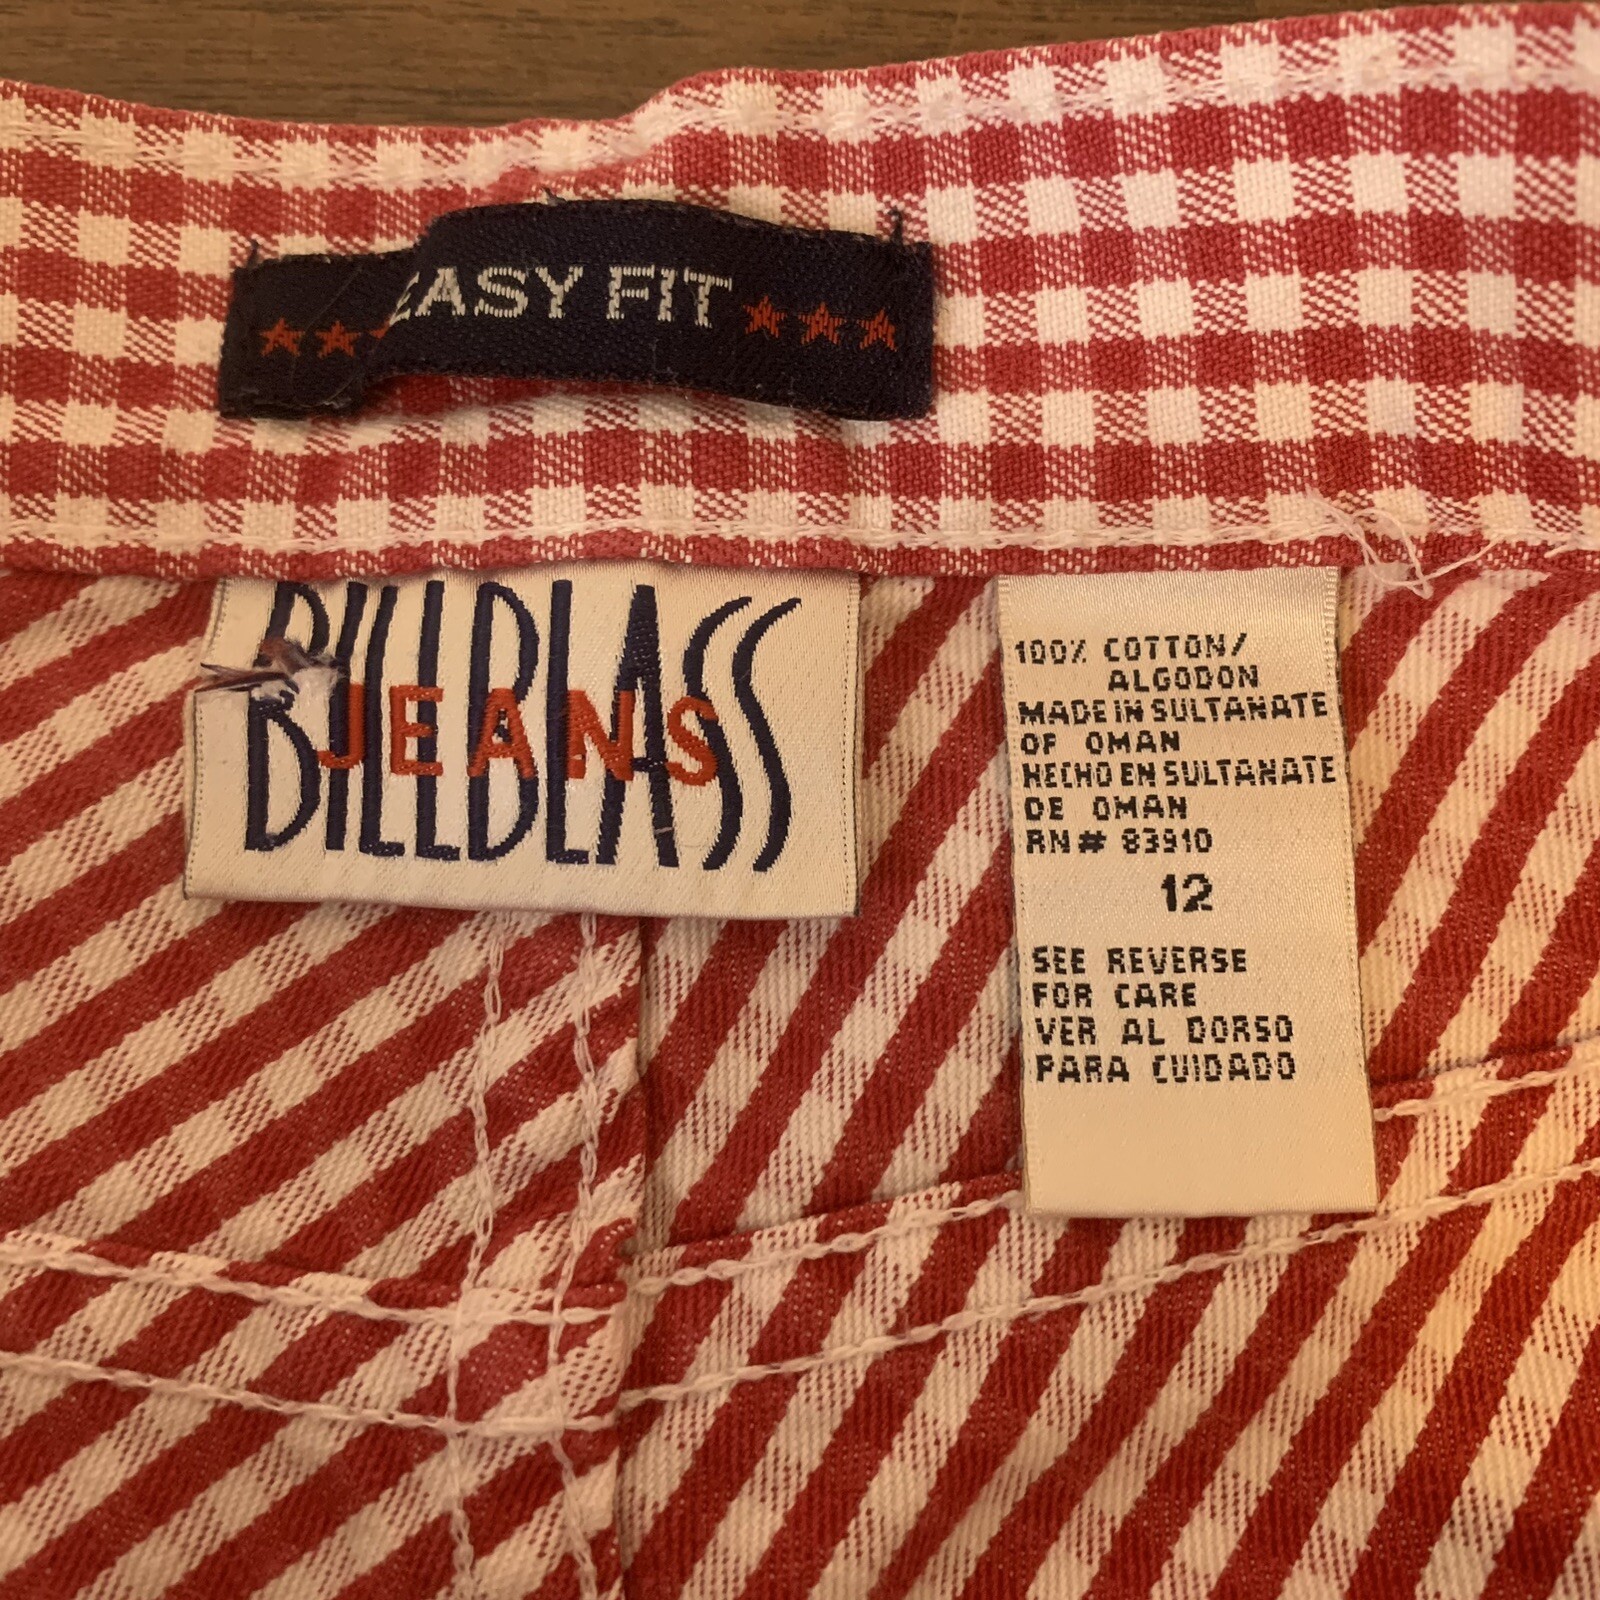 EASY FIT
BILLBLASS
JEANS
100% COTTON/
ALGODON
MADE IN SULTANATE
OF OMAN
HECHO EN SULTANATE
DE OMAN
RN# 83910
12
SEE REVERSE
FOR CARE
VER AL DORSO
PARA CUIDADO